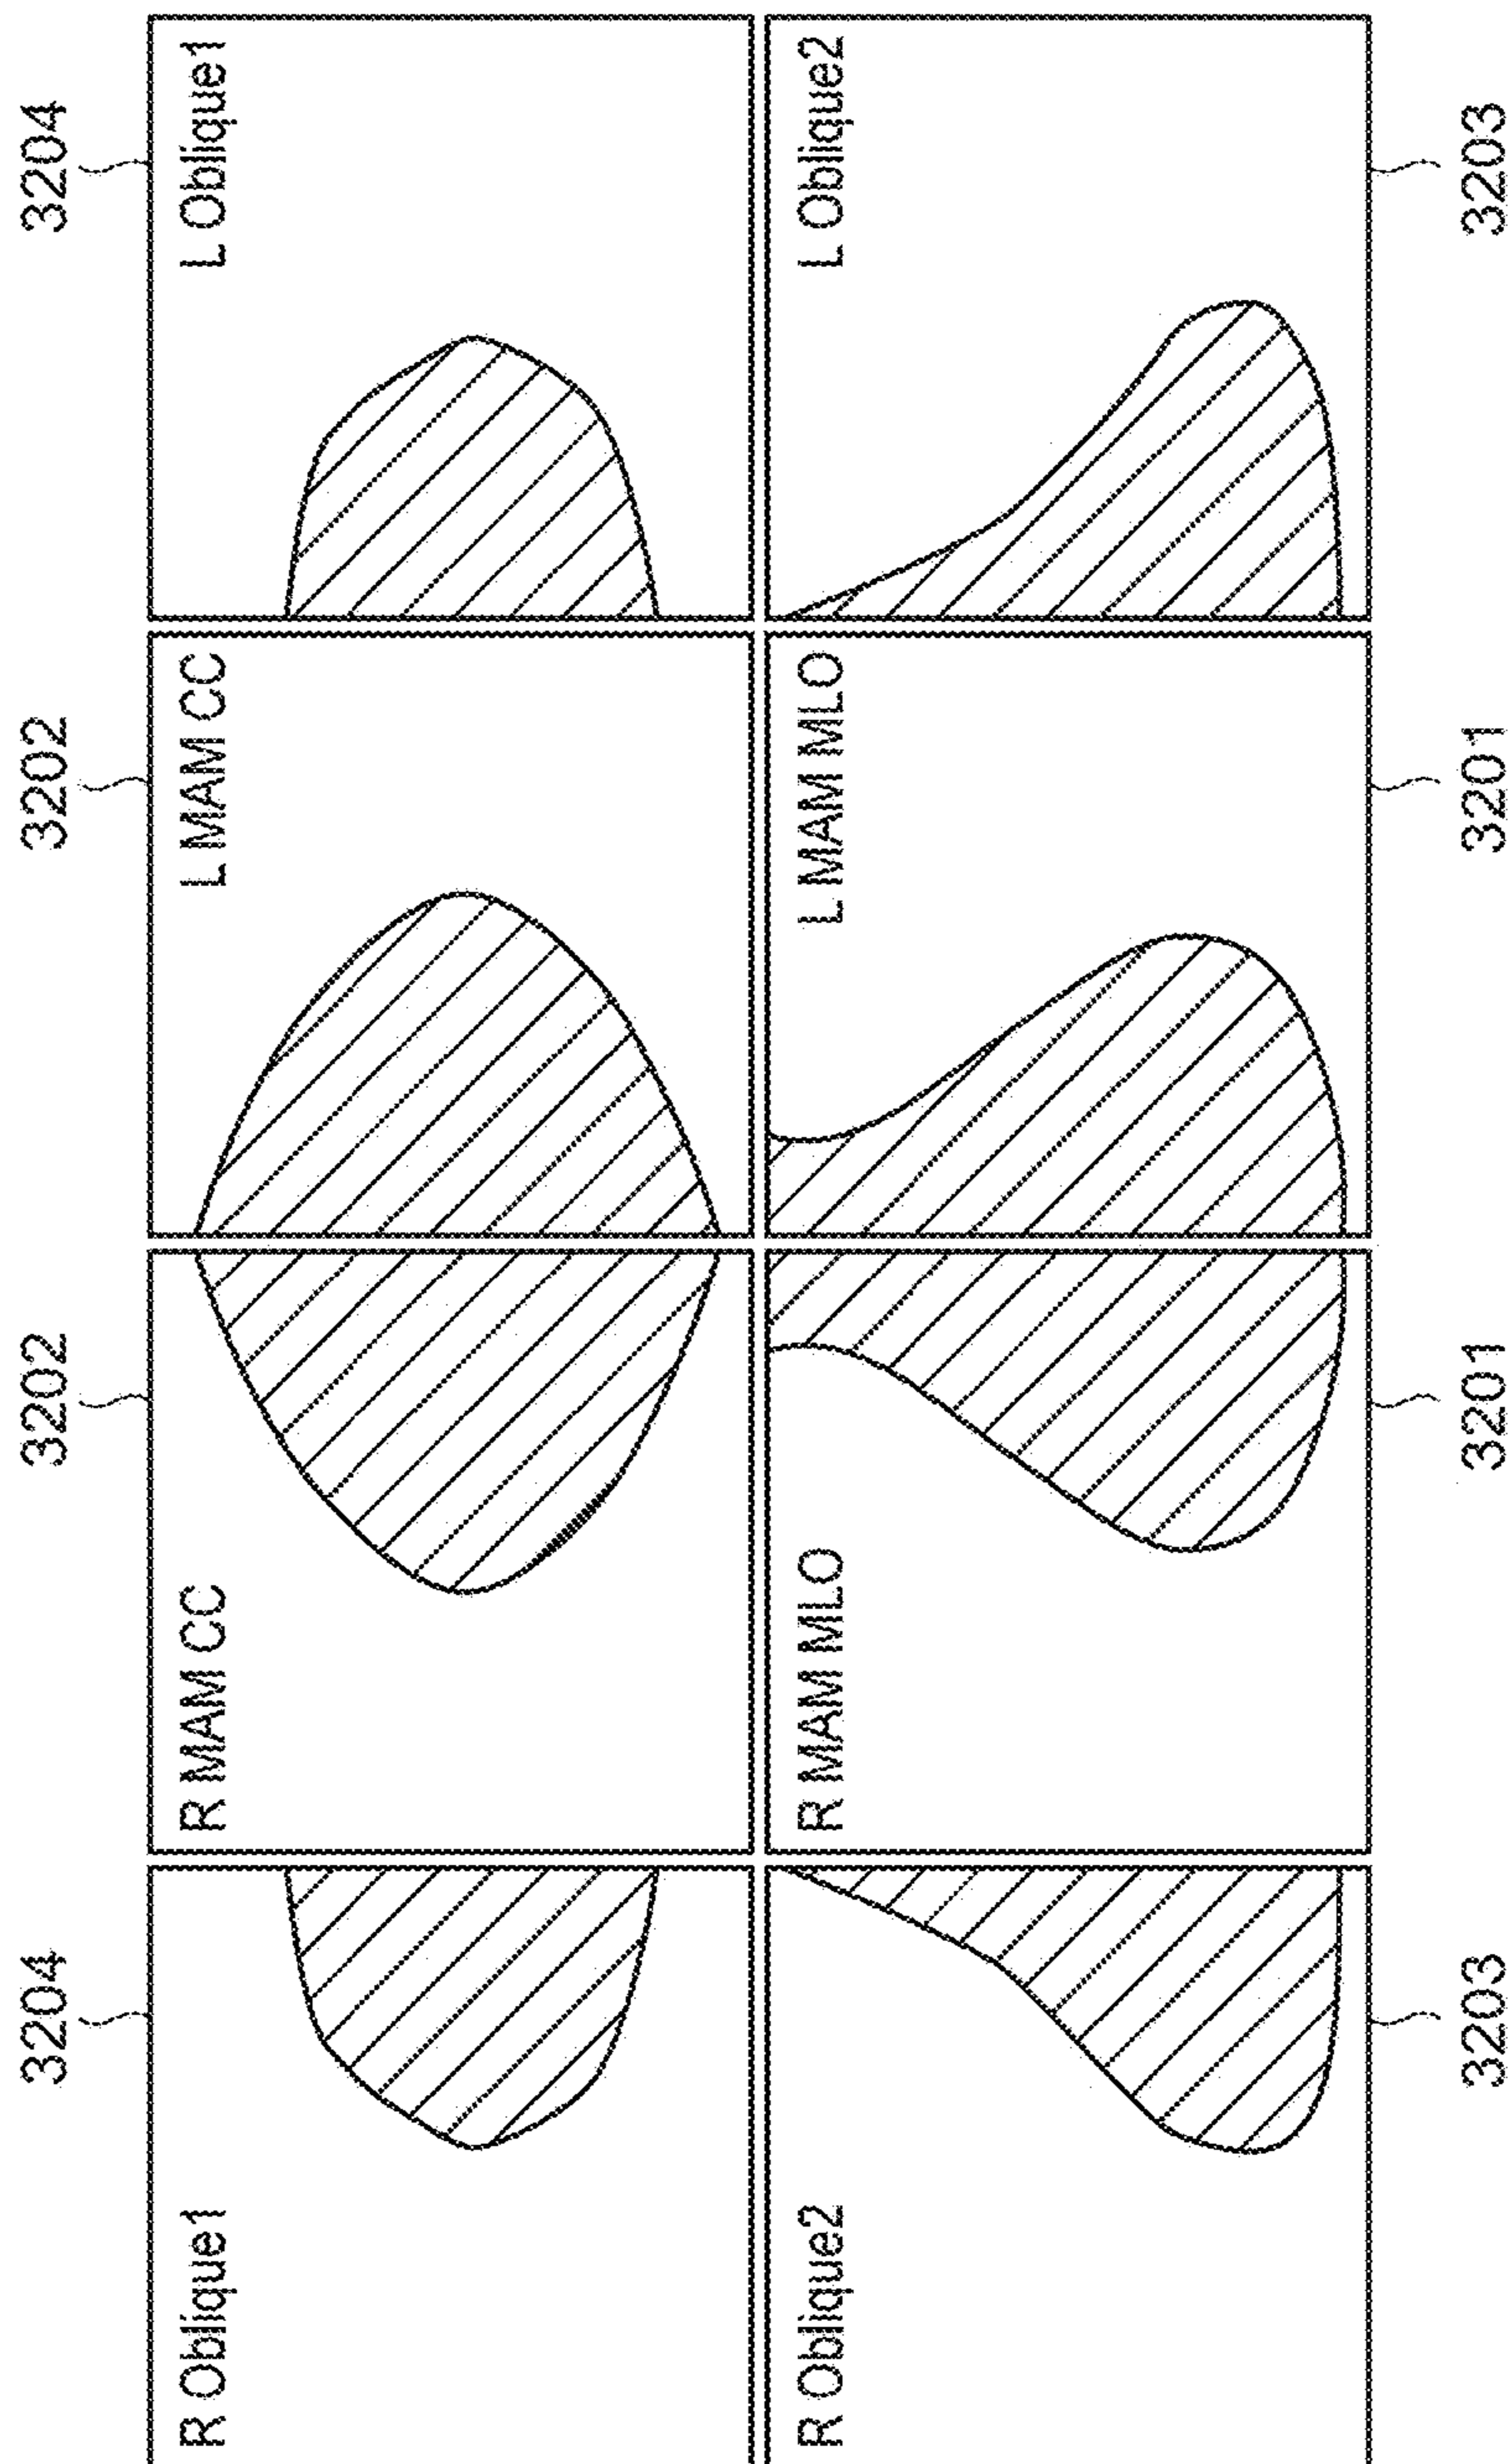 3204
3202
3202
3204
R Oblique1
R MAM CC
L MAM CC
L Oblique1
R Oblique2
R MAM MLO
L MAM MLO
L Oblique2
3203
3201
3201
3203